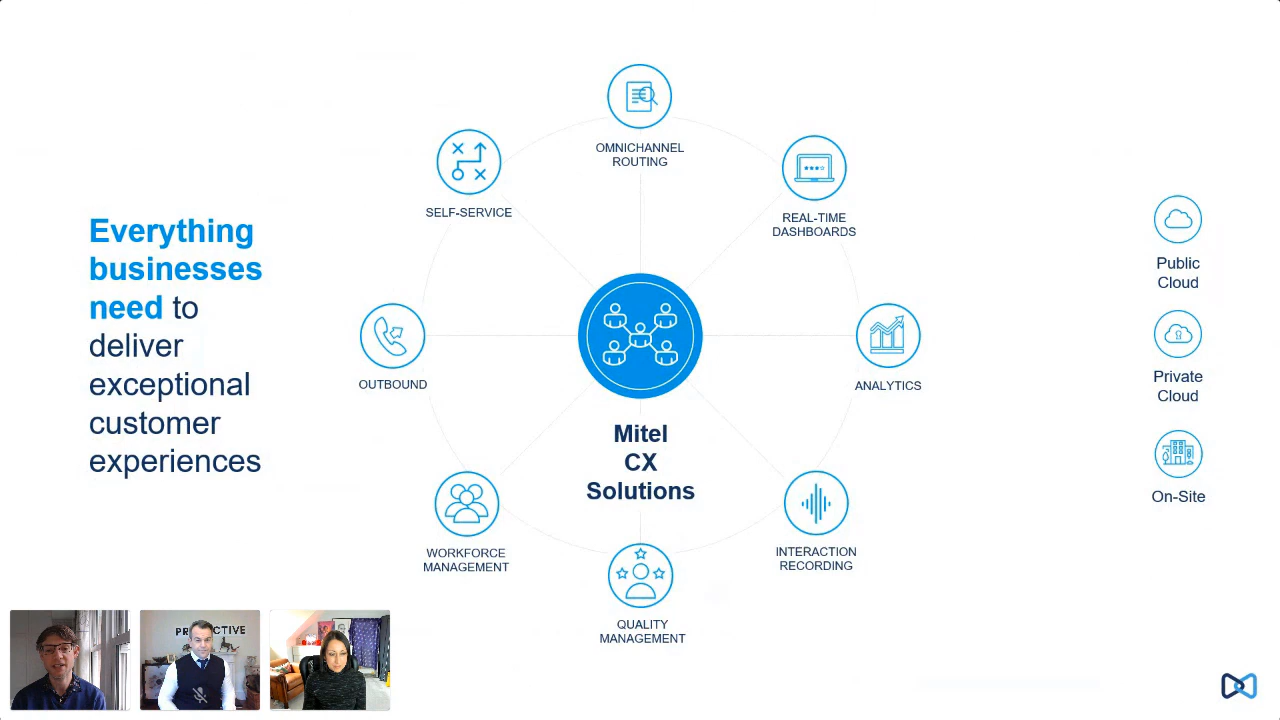 Everything
businesses
need to
deliver
exceptional
customer
experiences
OMNICHANNEL
ROUTING
SELF-SERVICE
REAL-TIME
DASHBOARDS
OUTBOUND
ANALYTICS
Mitel
CX
Solutions
WORKFORCE
MANAGEMENT
INTERACTION
RECORDING
QUALITY
MANAGEMENT
Public
Cloud
Private
Cloud
On-Site